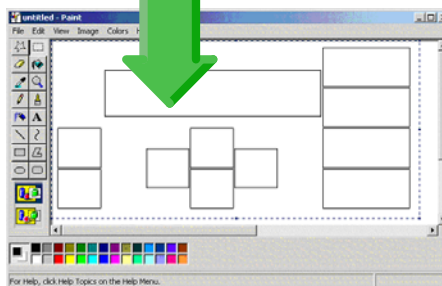 untitled - Paint
File Edit View Image Colors H
A
For Help, click Help Topics on the Help Menu.